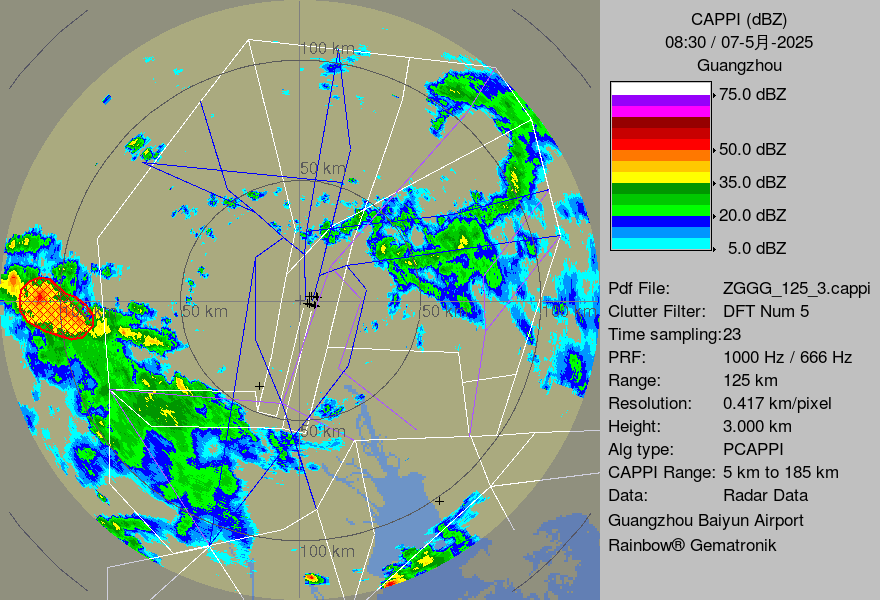 CAPPI (dBZ)
08:30 / 07-5月-2025
Guangzhou
75.0 dBZ
50.0 dBZ
35.0 dBZ
20.0 dBZ
5.0 dBZ
Pdf File: ZGGG_125_3.cappi
Clutter Filter: DFT Num 5
Time sampling:23
PRF: 1000 Hz / 666 Hz
Range: 125 km
Resolution: 0.417 km/pixel
Height: 3.000 km
Alg type: PCAPPI
CAPPI Range: 5 km to 185 km
Data: Radar Data
Guangzhou Baiyun Airport
Rainbow® Gematronik
100 km
50 km
100 km
50 km
50 km
100 km
50 km
100 km